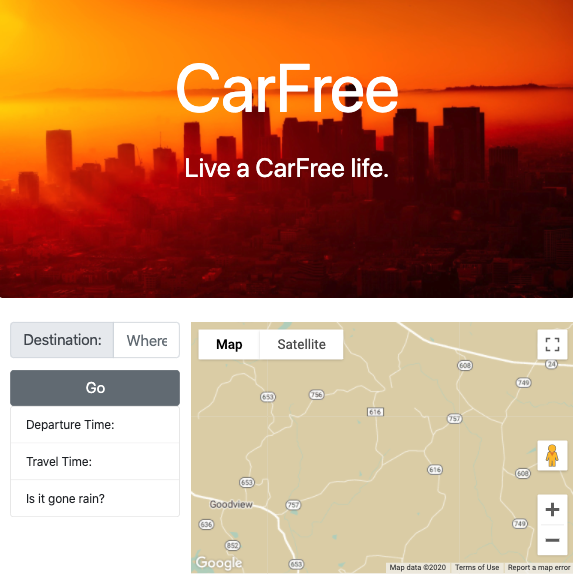 CarFree
Live a CarFree life.
Destination:
Where
Go
Departure Time:
Travel Time:
Is it gone rain?
Map
Satellite
24
608
749
653
756
616
757
616
608
653
757
Goodview
636
749
852
653
Google
Map data ©2020
Terms of Use
Report a map error